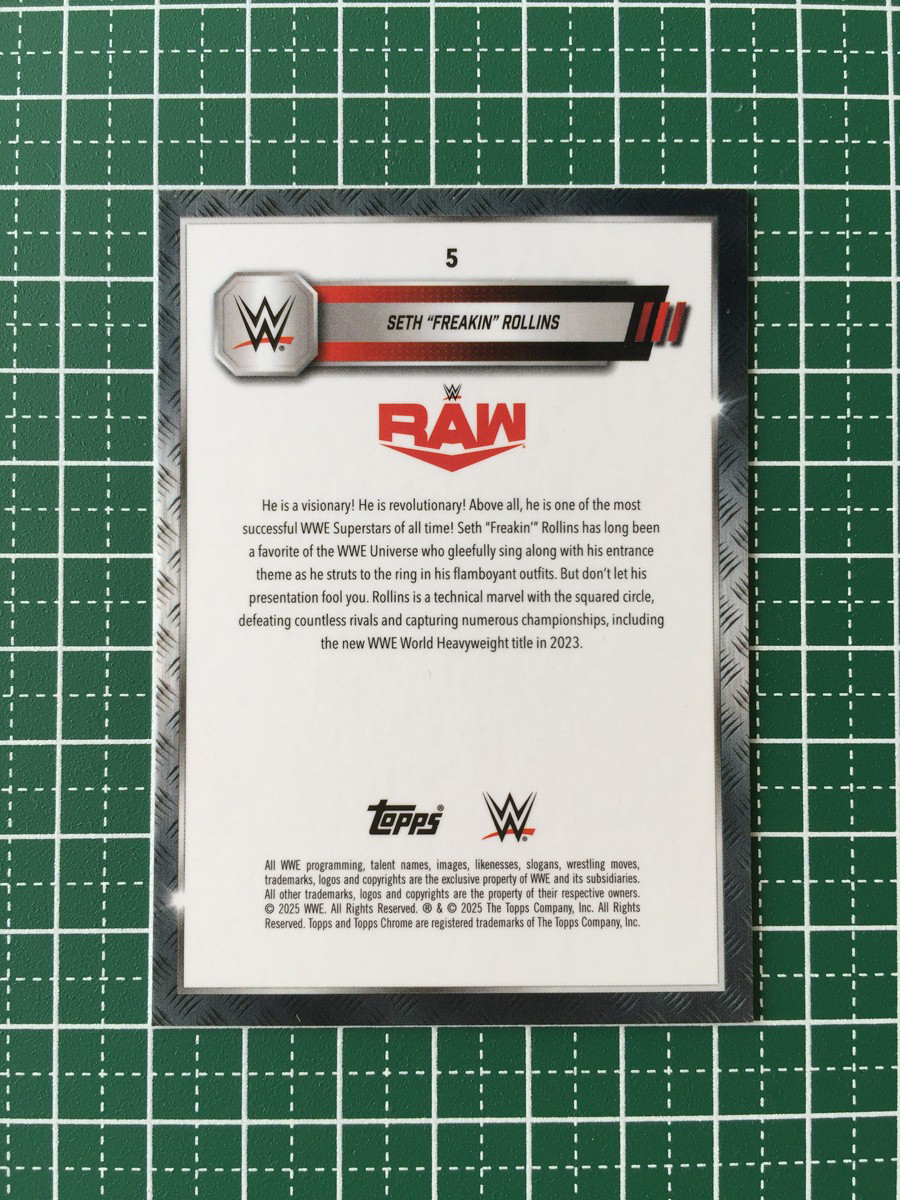 5
W
SETH "FREAKIN" ROLLINS
W
RAW
He is a visionary! He is revolutionary! Above all, he is one of the most
successful WWE Superstars of all time! Seth "Freakin'" Rollins has long been
a favorite of the WWE Universe who gleefully sing along with his entrance
theme as he struts to the ring in his flamboyant outfits. But don't let his
presentation fool you. Rollins is a technical marvel with the squared circle,
defeating countless rivals and capturing numerous championships, including
the new WWE World Heavyweight title in 2023.
topps® W®
All WWE programming, talent names, images, likenesses, slogans, wrestling moves,
trademarks, logos and copyrights are the exclusive property of WWE and its subsidiaries.
All other trademarks, logos and copyrights are the property of their respective owners.
© 2025 WWE. All Rights Reserved. ® & © 2025 The Topps Company, Inc. All Rights
Reserved. Topps and Topps Chrome are registered trademarks of The Topps Company, Inc.